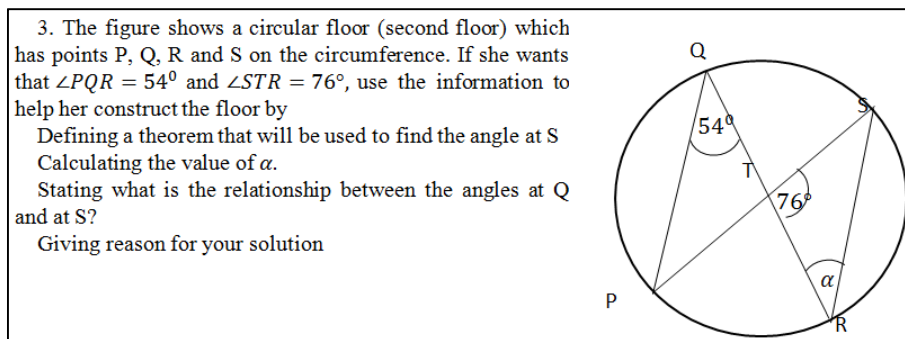 3. The figure shows a circular floor (second floor) which
has points P, Q, R and S on the circumference. If she wants
that ∠PQR = 54⁰ and ∠STR = 76°, use the information to
help her construct the floor by
Defining a theorem that will be used to find the angle at S
Calculating the value of α.
Stating what is the relationship between the angles at Q
and at S?
Giving reason for your solution
Q
S
54⁰
T
76⁰
α
P
R